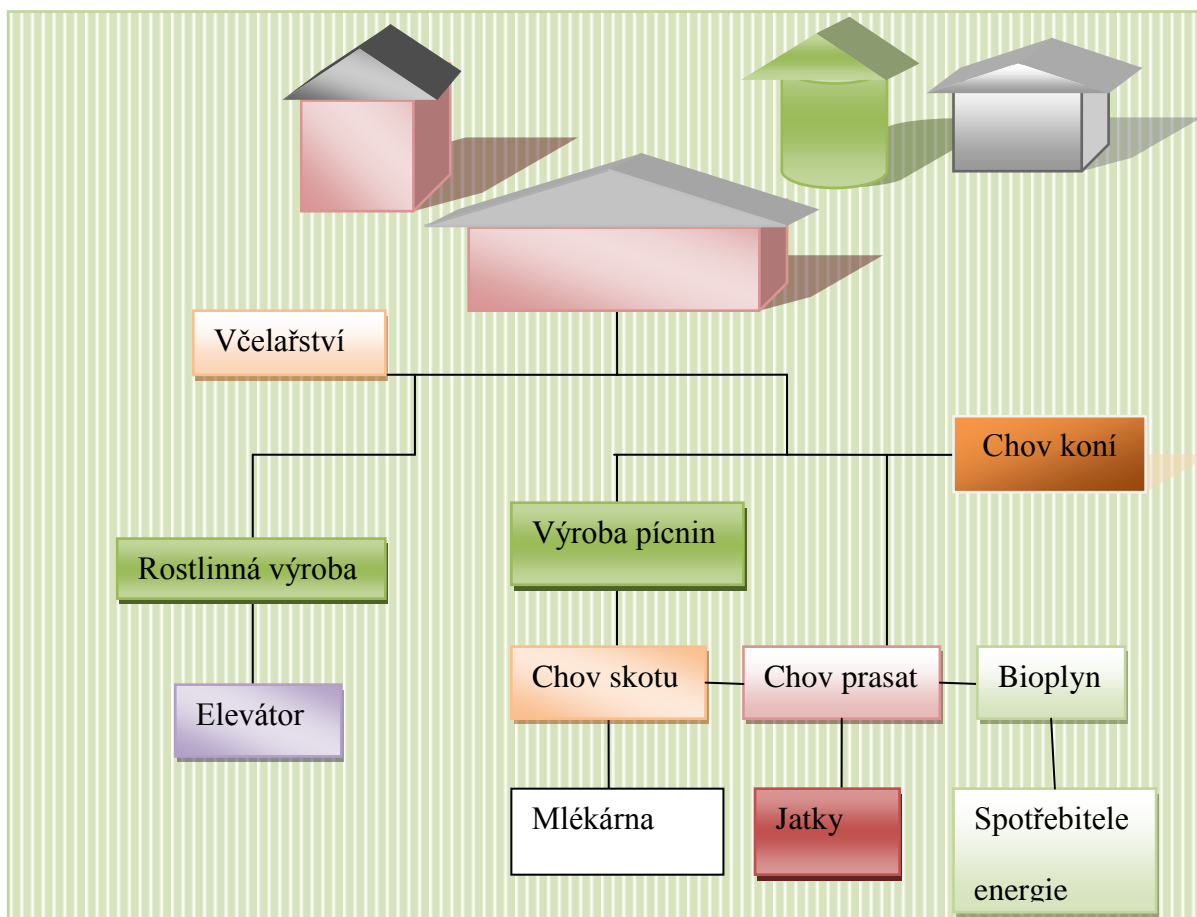 Včelařství
Chov koní
Výroba pícnin
Rostlinná výroba
Chov skotu
Chov prasat
Bioplyn
Elevátor
Mlékárna
Jatky
Spotřebitele
energie